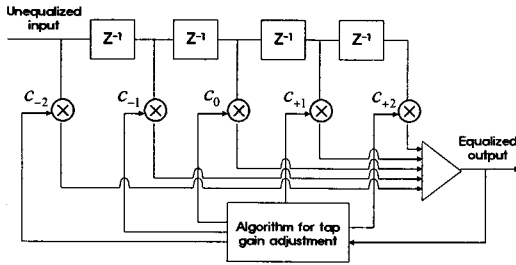 Unequalized
input
Z⁻¹ Z⁻¹ Z⁻¹ Z⁻¹
C₋₂ C₋₁ C₀ C₊₁ C₊₂
Equalized
output
Algorithm for tap
gain adjustment